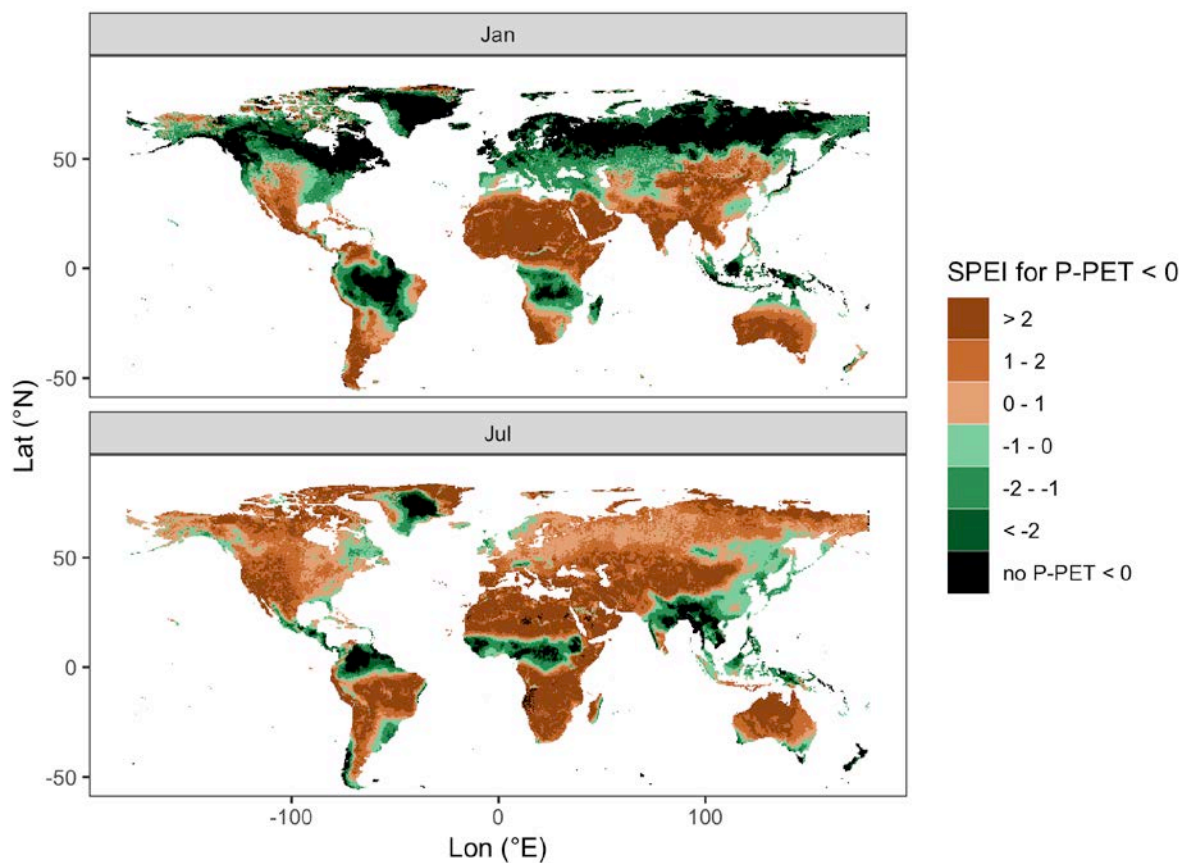 Jan
50
0
-50
Jul
50
0
-50
-100
0
100
Lat (°N)
Lon (°E)
SPEI for P-PET < 0
> 2
1 - 2
0 - 1
-1 - 0
-2 - -1
< -2
no P-PET < 0